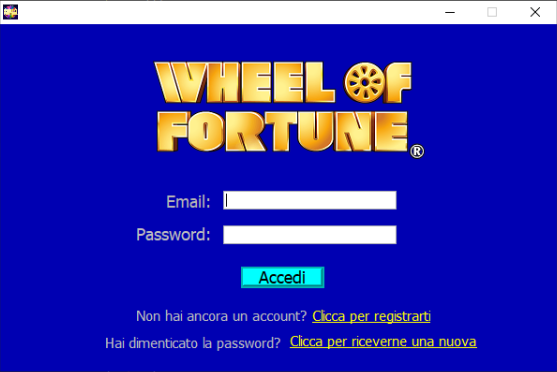 WHEEL OF
FORTUNE®
Email:
Password:
Accedi
Non hai ancora un account? Clicca per registrarti
Hai dimenticato la password? Clicca per riceverne una nuova